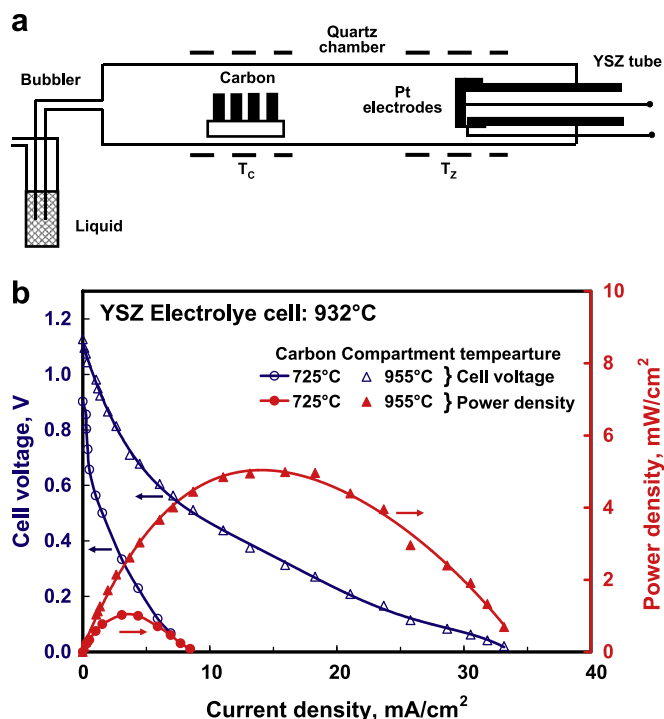 a
Quartz
chamber
YSZ tube
Bubbler
Carbon
Pt
electrodes
T_C
T_Z
Liquid
b
YSZ Electrolye cell: 932°C
Carbon Compartment tempearture
725°C 955°C } Cell voltage
725°C 955°C } Power density
Cell voltage, V
1.2
1.0
0.8
0.6
0.4
0.2
0.0
Power density, mW/cm²
10
8
6
4
2
0
0 10 20 30 40
Current density, mA/cm²